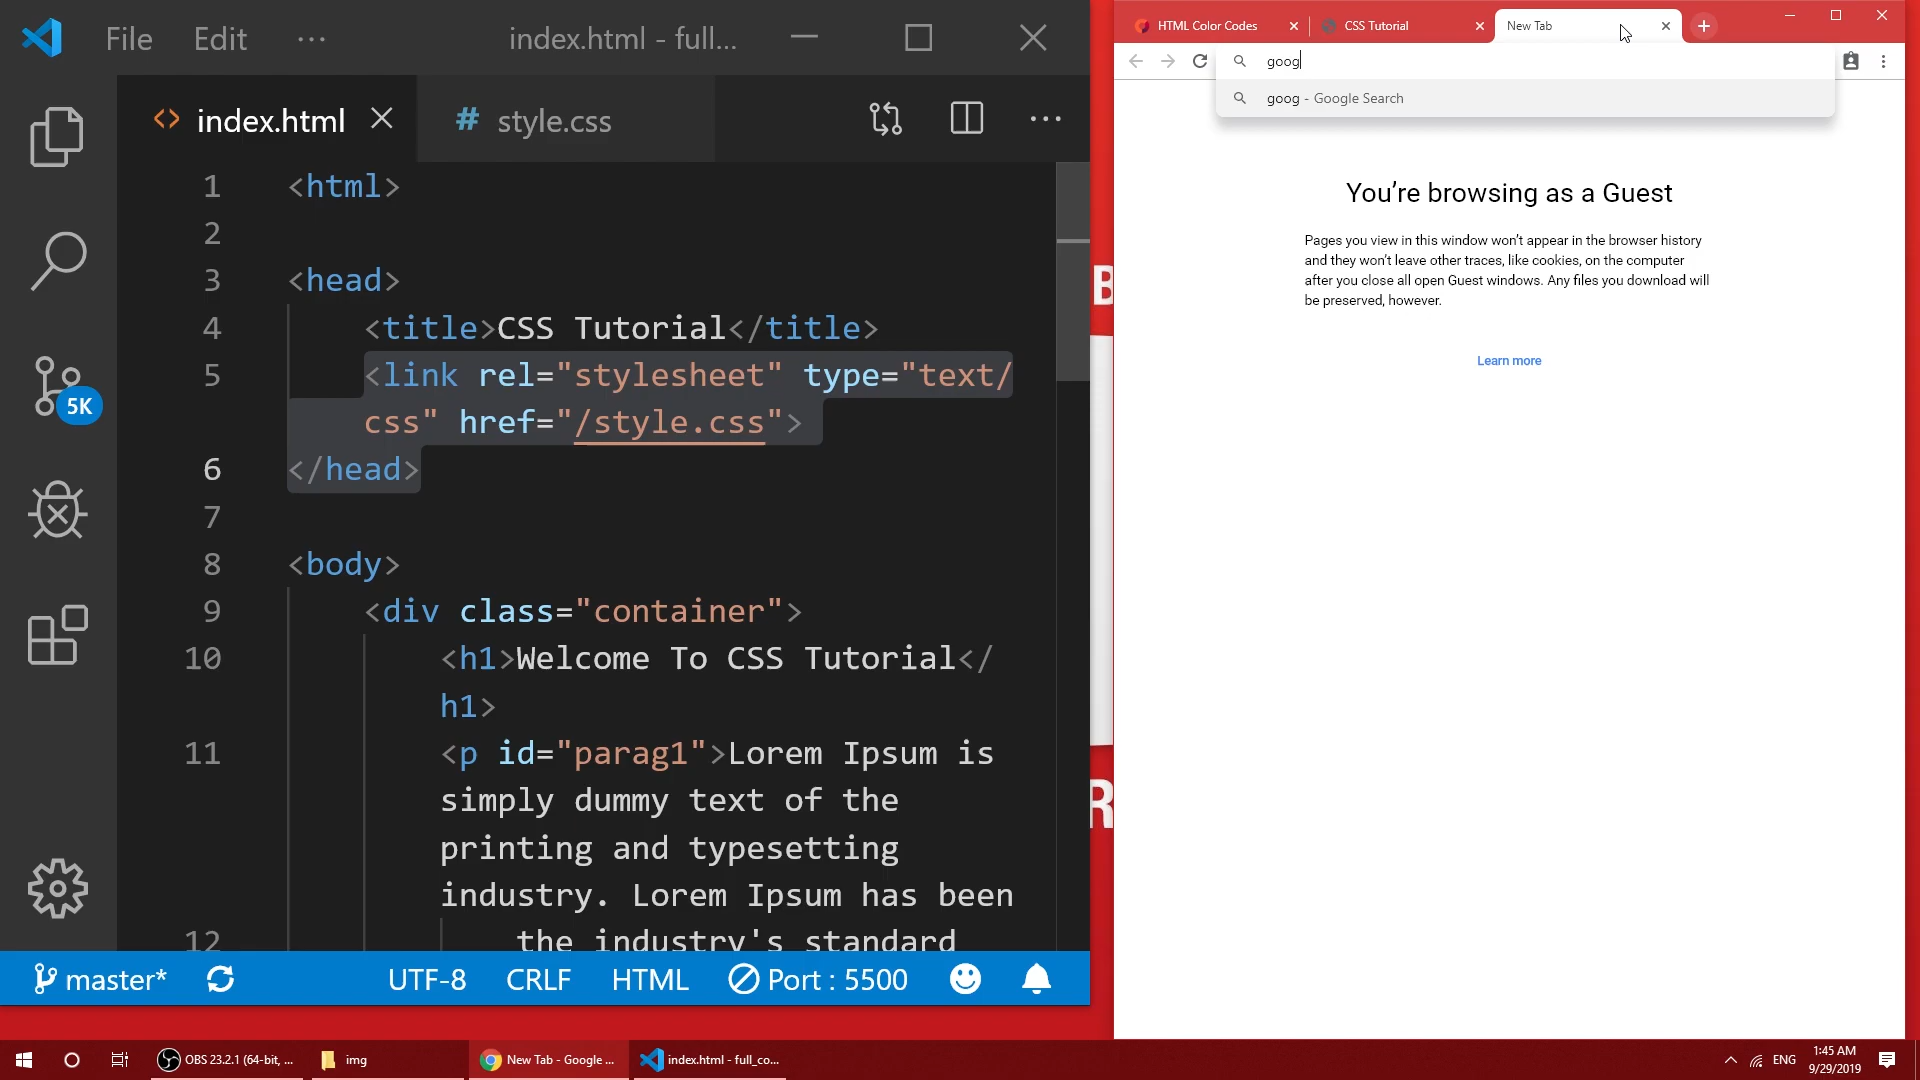 File Edit ... index.html - full...
index.html
# style.css
1 <html>
2
3 <head>
4 <title>CSS Tutorial</title>
5 <link rel="stylesheet" type="text/
css" href="/style.css">
6 </head>
7
8 <body>
9 <div class="container">
10 <h1>Welcome To CSS Tutorial</
h1>
11 <p id="parag1">Lorem Ipsum is
simply dummy text of the
printing and typesetting
industry. Lorem Ipsum has been
12 the industry's standard
5K
master* UTF-8 CRLF HTML Port : 5500
B
R
HTML Color Codes
CSS Tutorial
New Tab
goog
goog - Google Search
You're browsing as a Guest
Pages you view in this window won't appear in the browser history
and they won't leave other traces, like cookies, on the computer
after you close all open Guest windows. Any files you download will
be preserved, however.
Learn more
OBS 23.2.1 (64-bit, ...
img
New Tab - Google ...
index.html - full_co...
ENG
1:45 AM
9/29/2019